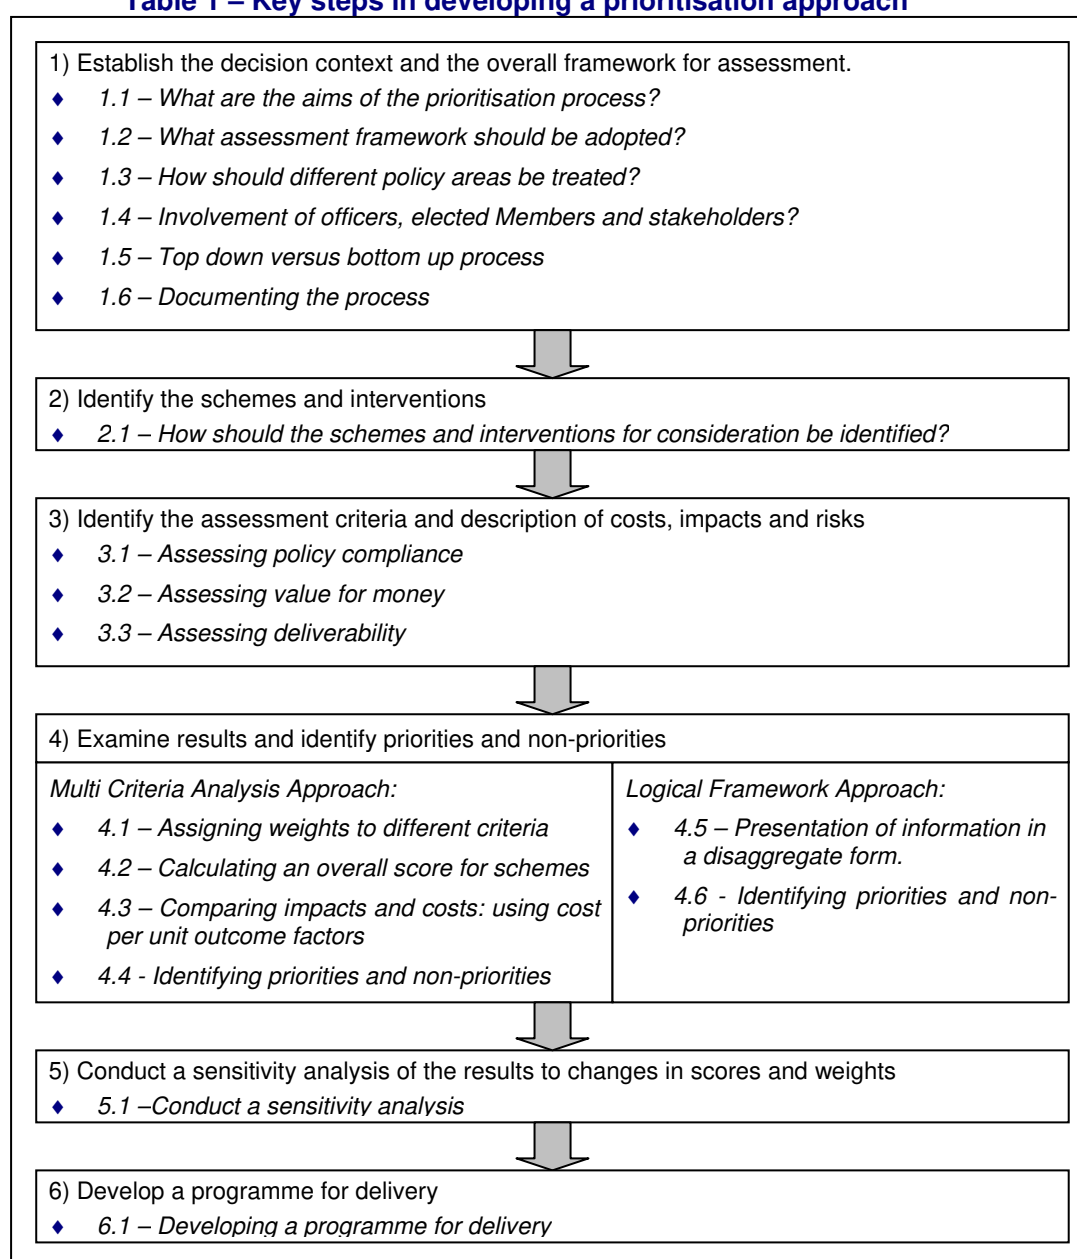 Table 1 – Key steps in developing a prioritisation approach
1) Establish the decision context and the overall framework for assessment.
♦ 1.1 – What are the aims of the prioritisation process?
♦ 1.2 – What assessment framework should be adopted?
♦ 1.3 – How should different policy areas be treated?
♦ 1.4 – Involvement of officers, elected Members and stakeholders?
♦ 1.5 – Top down versus bottom up process
♦ 1.6 – Documenting the process
2) Identify the schemes and interventions
♦ 2.1 – How should the schemes and interventions for consideration be identified?
3) Identify the assessment criteria and description of costs, impacts and risks
♦ 3.1 – Assessing policy compliance
♦ 3.2 – Assessing value for money
♦ 3.3 – Assessing deliverability
4) Examine results and identify priorities and non-priorities
Multi Criteria Analysis Approach:
♦ 4.1 – Assigning weights to different criteria
♦ 4.2 – Calculating an overall score for schemes
♦ 4.3 – Comparing impacts and costs: using cost
per unit outcome factors
♦ 4.4 - Identifying priorities and non-priorities
Logical Framework Approach:
♦ 4.5 – Presentation of information in
a disaggregate form.
♦ 4.6 - Identifying priorities and non-
priorities
5) Conduct a sensitivity analysis of the results to changes in scores and weights
♦ 5.1 –Conduct a sensitivity analysis
6) Develop a programme for delivery
♦ 6.1 – Developing a programme for delivery